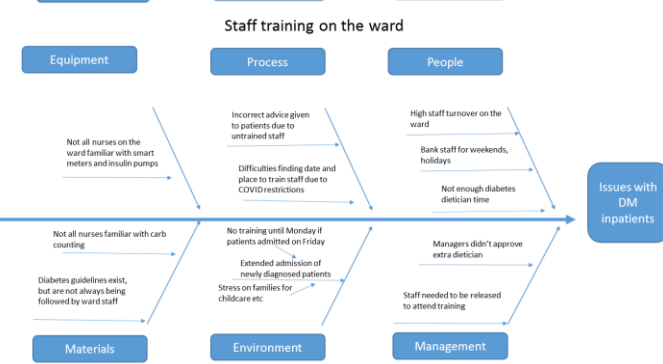 Staff training on the ward
Equipment
Process
People
Not all nurses on the
ward familiar with smart
meters and insulin pumps
Incorrect advice given
to patients due to
untrained staff
Difficulties finding date and
place to train staff due to
COVID restrictions
High staff turnover on the
ward
Bank staff for weekends,
holidays
Not enough diabetes
dietician time
Issues with
DM
inpatients
Not all nurses familiar with carb
counting
Diabetes guidelines exist,
but are not always being
followed by ward staff
No training until Monday if
patients admitted on Friday
Extended admission of
newly diagnosed patients
Stress on families for
childcare etc
Managers didn't approve
extra dietician
Staff needed to be released
to attend training
Materials
Environment
Management